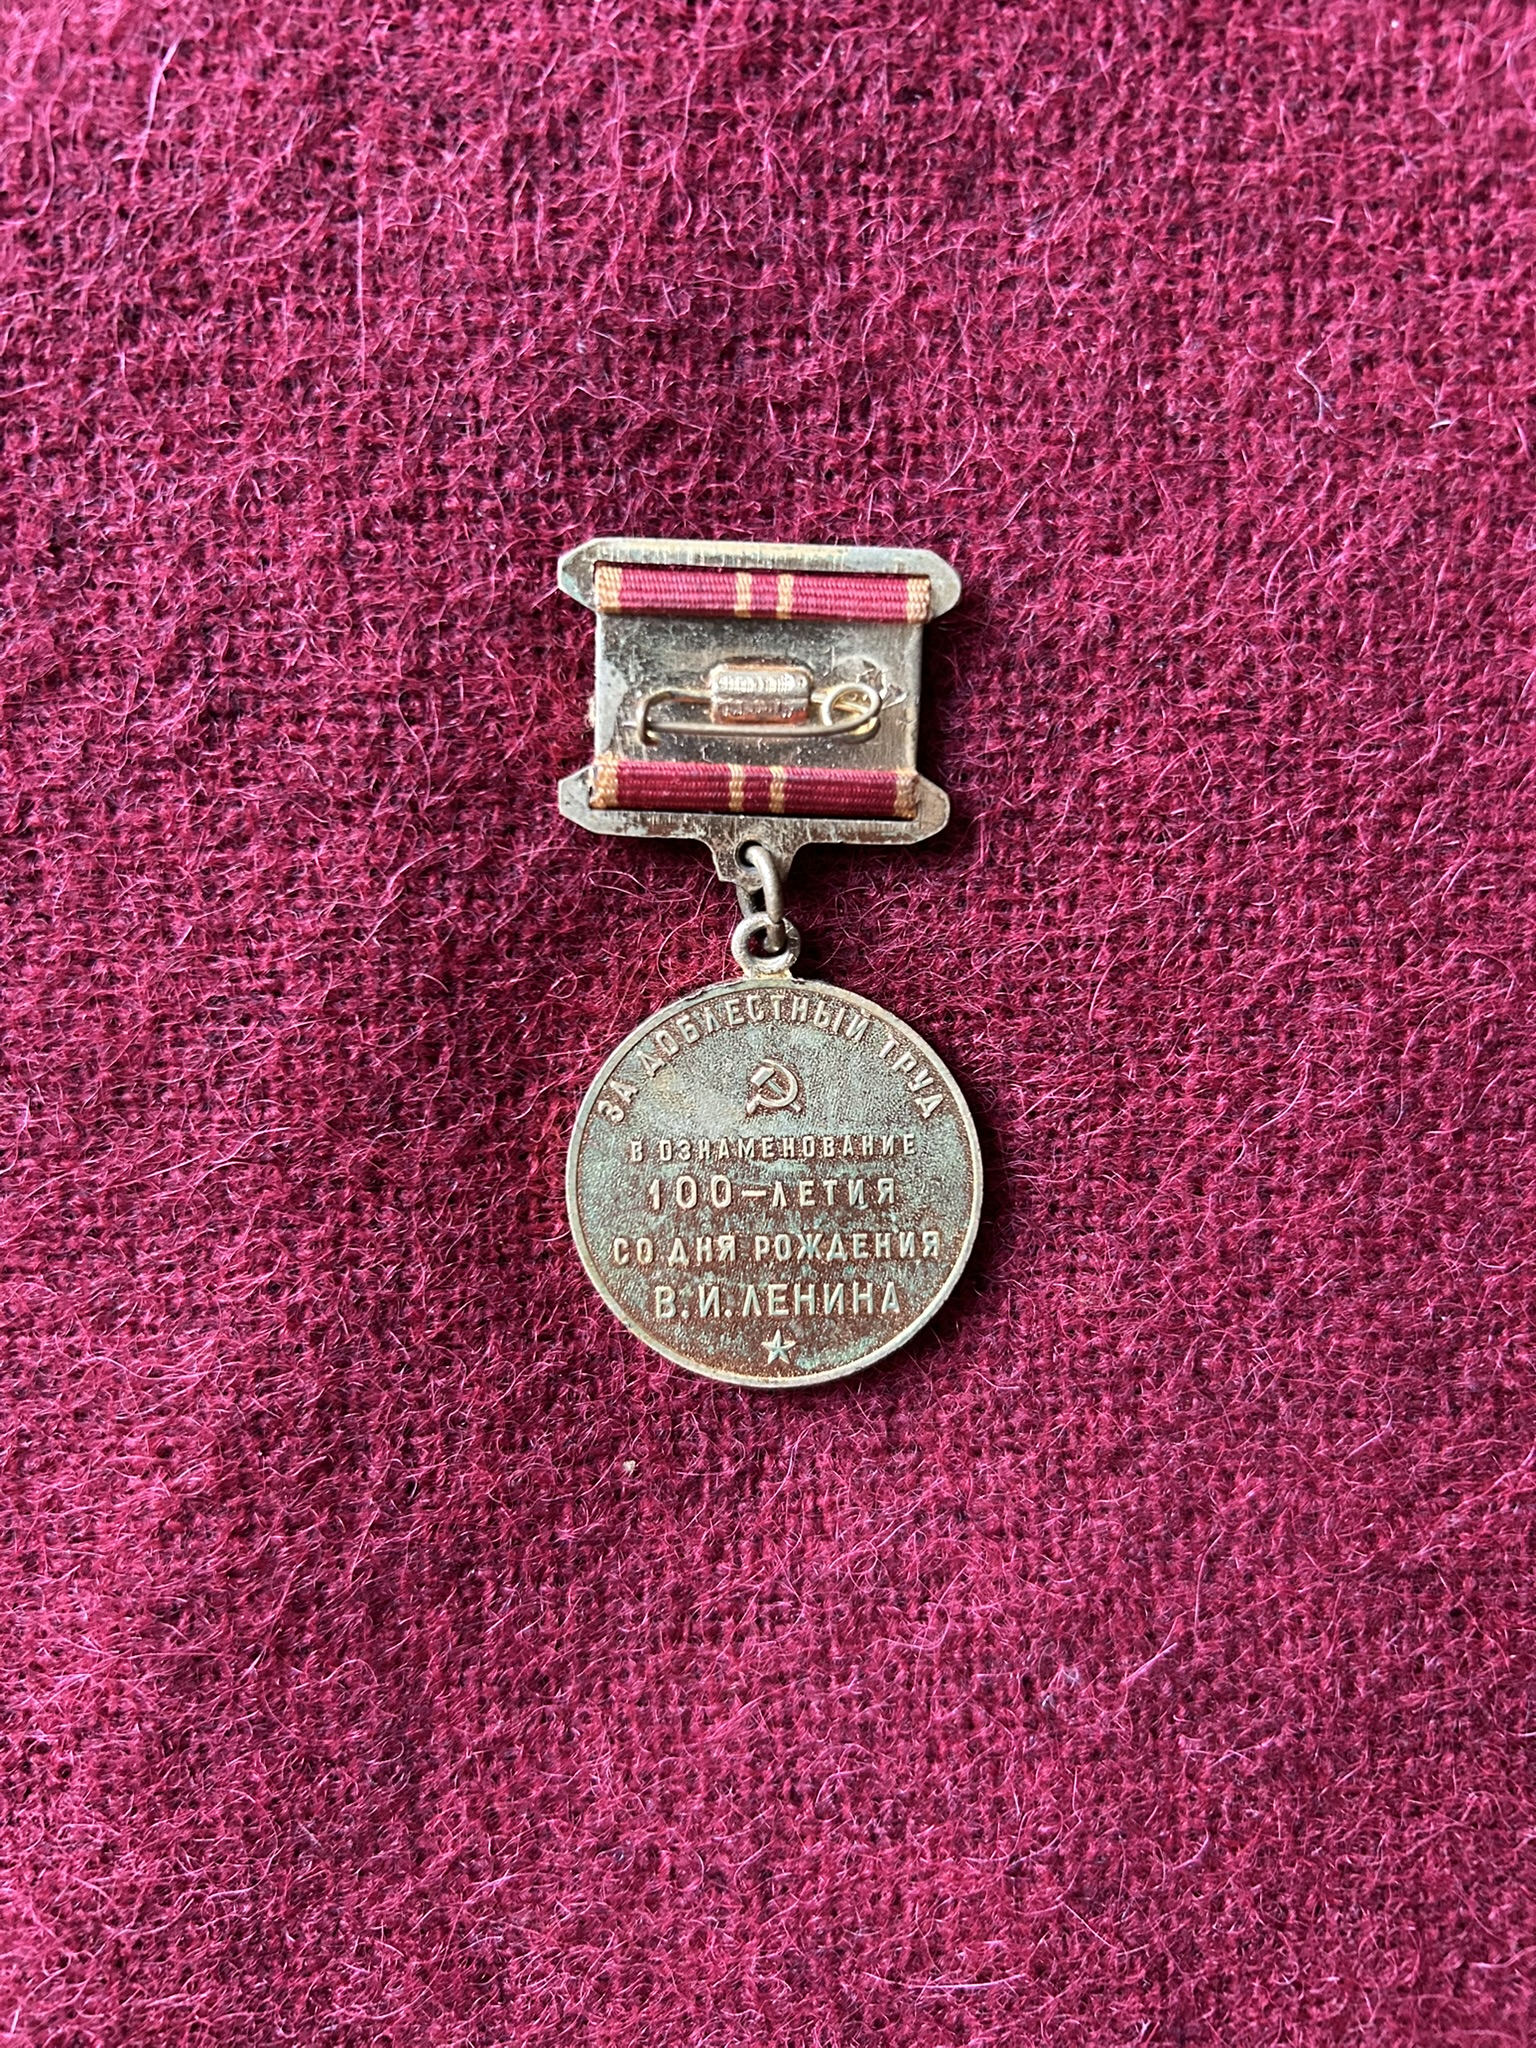 ЗА ДОБЛЕСТНЫЙ ТРУД
В ОЗНАМЕНОВАНИЕ
100-ЛЕТИЯ
СО ДНЯ РОЖДЕНИЯ
В.И.ЛЕНИНА